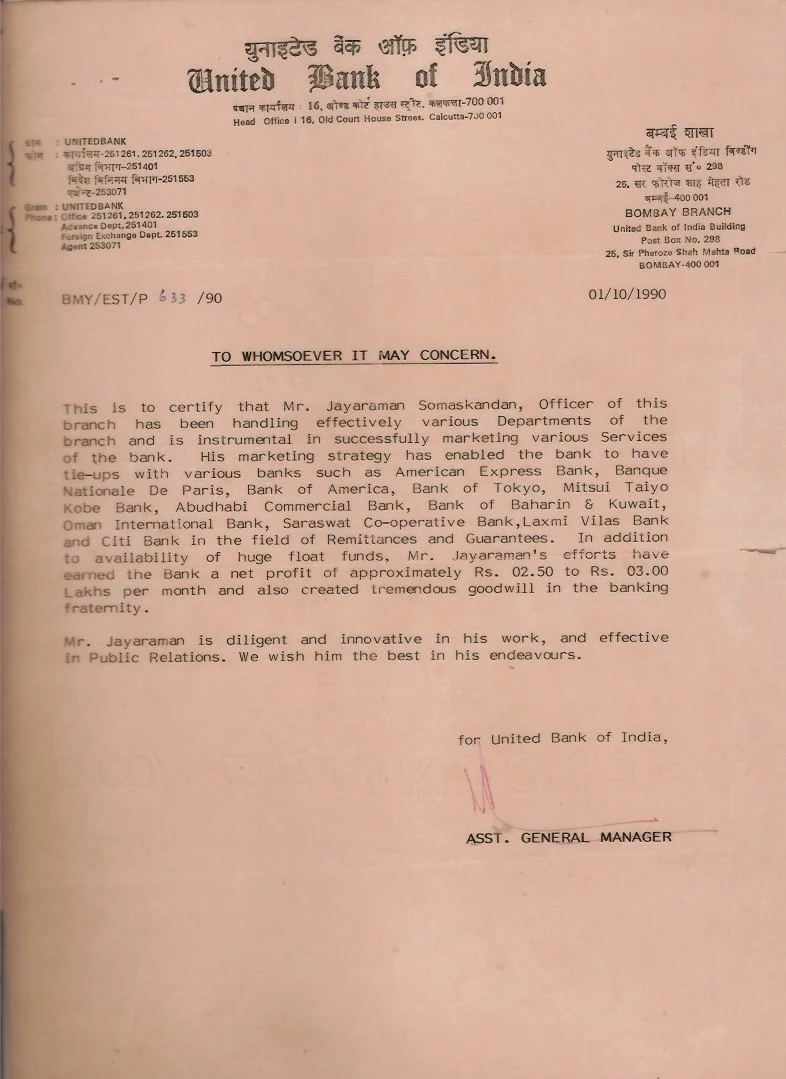 युनाइटेड बैंक ऑफ़ इंडिया
United Bank of India
प्रधान कार्यालय : 16, ओल्ड कोर्ट हाउस स्ट्रीट, कलकत्ता-700 001
Head Office : 16, Old Court House Street, Calcutta-700 001
ग्राम : UNITEDBANK
फोन : कार्यालय-251261, 251262, 251503
अग्रिम विभाग-251401
विदेश विनिमय विभाग-251553
एजेन्ट-253071
Gram : UNITEDBANK
Phone : Office 251261, 251262. 251503
Advance Dept. 251401
Foreign Exchange Dept. 251553
Agent 253071
बम्बई शाखा
युनाइटेड बैंक ऑफ इंडिया बिल्डींग
पोस्ट बॉक्स सं० 298
25, सर फीरोज शाह मेहता रोड
बम्बई-400 001
BOMBAY BRANCH
United Bank of India Building
Post Box No. 298
25, Sir Pheroze Shah Mehta Road
BOMBAY-400 001
सं०
No. BMY/EST/P 633 /90
01/10/1990
TO WHOMSOEVER IT MAY CONCERN.
This is to certify that Mr. Jayaraman Somaskandan, Officer of this
branch has been handling effectively various Departments of the
branch and is instrumental in successfully marketing various Services
of the bank. His marketing strategy has enabled the bank to have
tie-ups with various banks such as American Express Bank, Banque
Nationale De Paris, Bank of America, Bank of Tokyo, Mitsui Taiyo
Kobe Bank, Abudhabi Commercial Bank, Bank of Baharin & Kuwait,
Oman International Bank, Saraswat Co-operative Bank,Laxmi Vilas Bank
and Citi Bank in the field of Remittances and Guarantees. In addition
to availability of huge float funds, Mr. Jayaraman's efforts have
earned the Bank a net profit of approximately Rs. 02.50 to Rs. 03.00
Lakhs per month and also created tremendous goodwill in the banking
fraternity.
Mr. Jayaraman is diligent and innovative in his work, and effective
in Public Relations. We wish him the best in his endeavours.
for United Bank of India,
ASST. GENERAL MANAGER